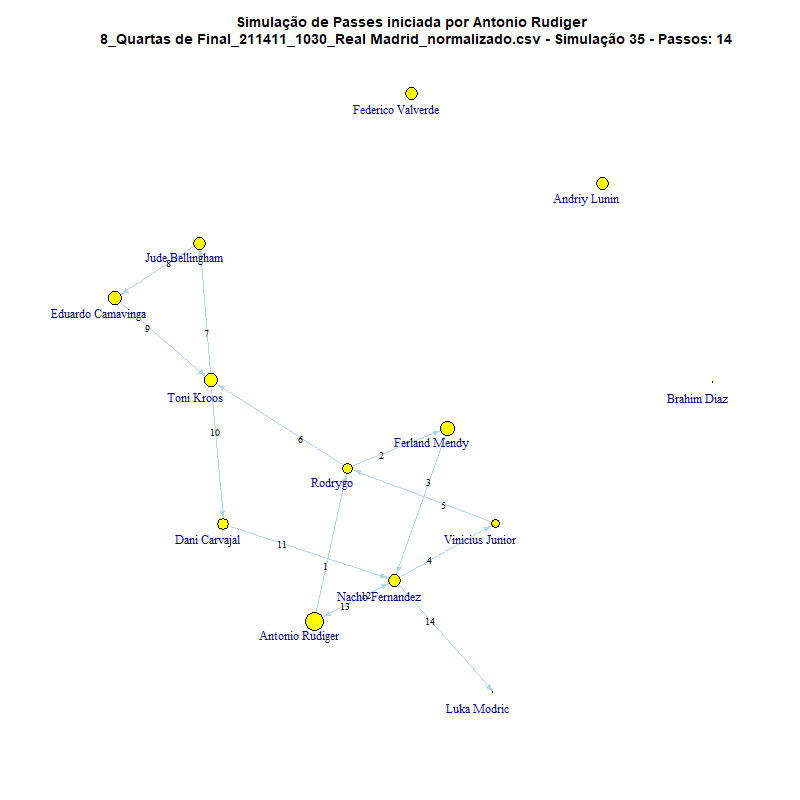 Simulação de Passes iniciada por Antonio Rudiger
8_Quartas de Final_211411_1030_Real Madrid_normalizado.csv - Simulação 35 - Passos: 14
Federico Valverde
Andriy Lunin
Jude Bellingham
8
Eduardo Camavinga
9
7
Toni Kroos
Brahim Diaz
10
6
Ferland Mendy
2
Rodrygo
3
5
Dani Carvajal
Vinicius Junior
11
4
1
Nacho Fernandez
12
13
14
Antonio Rudiger
Luka Modric